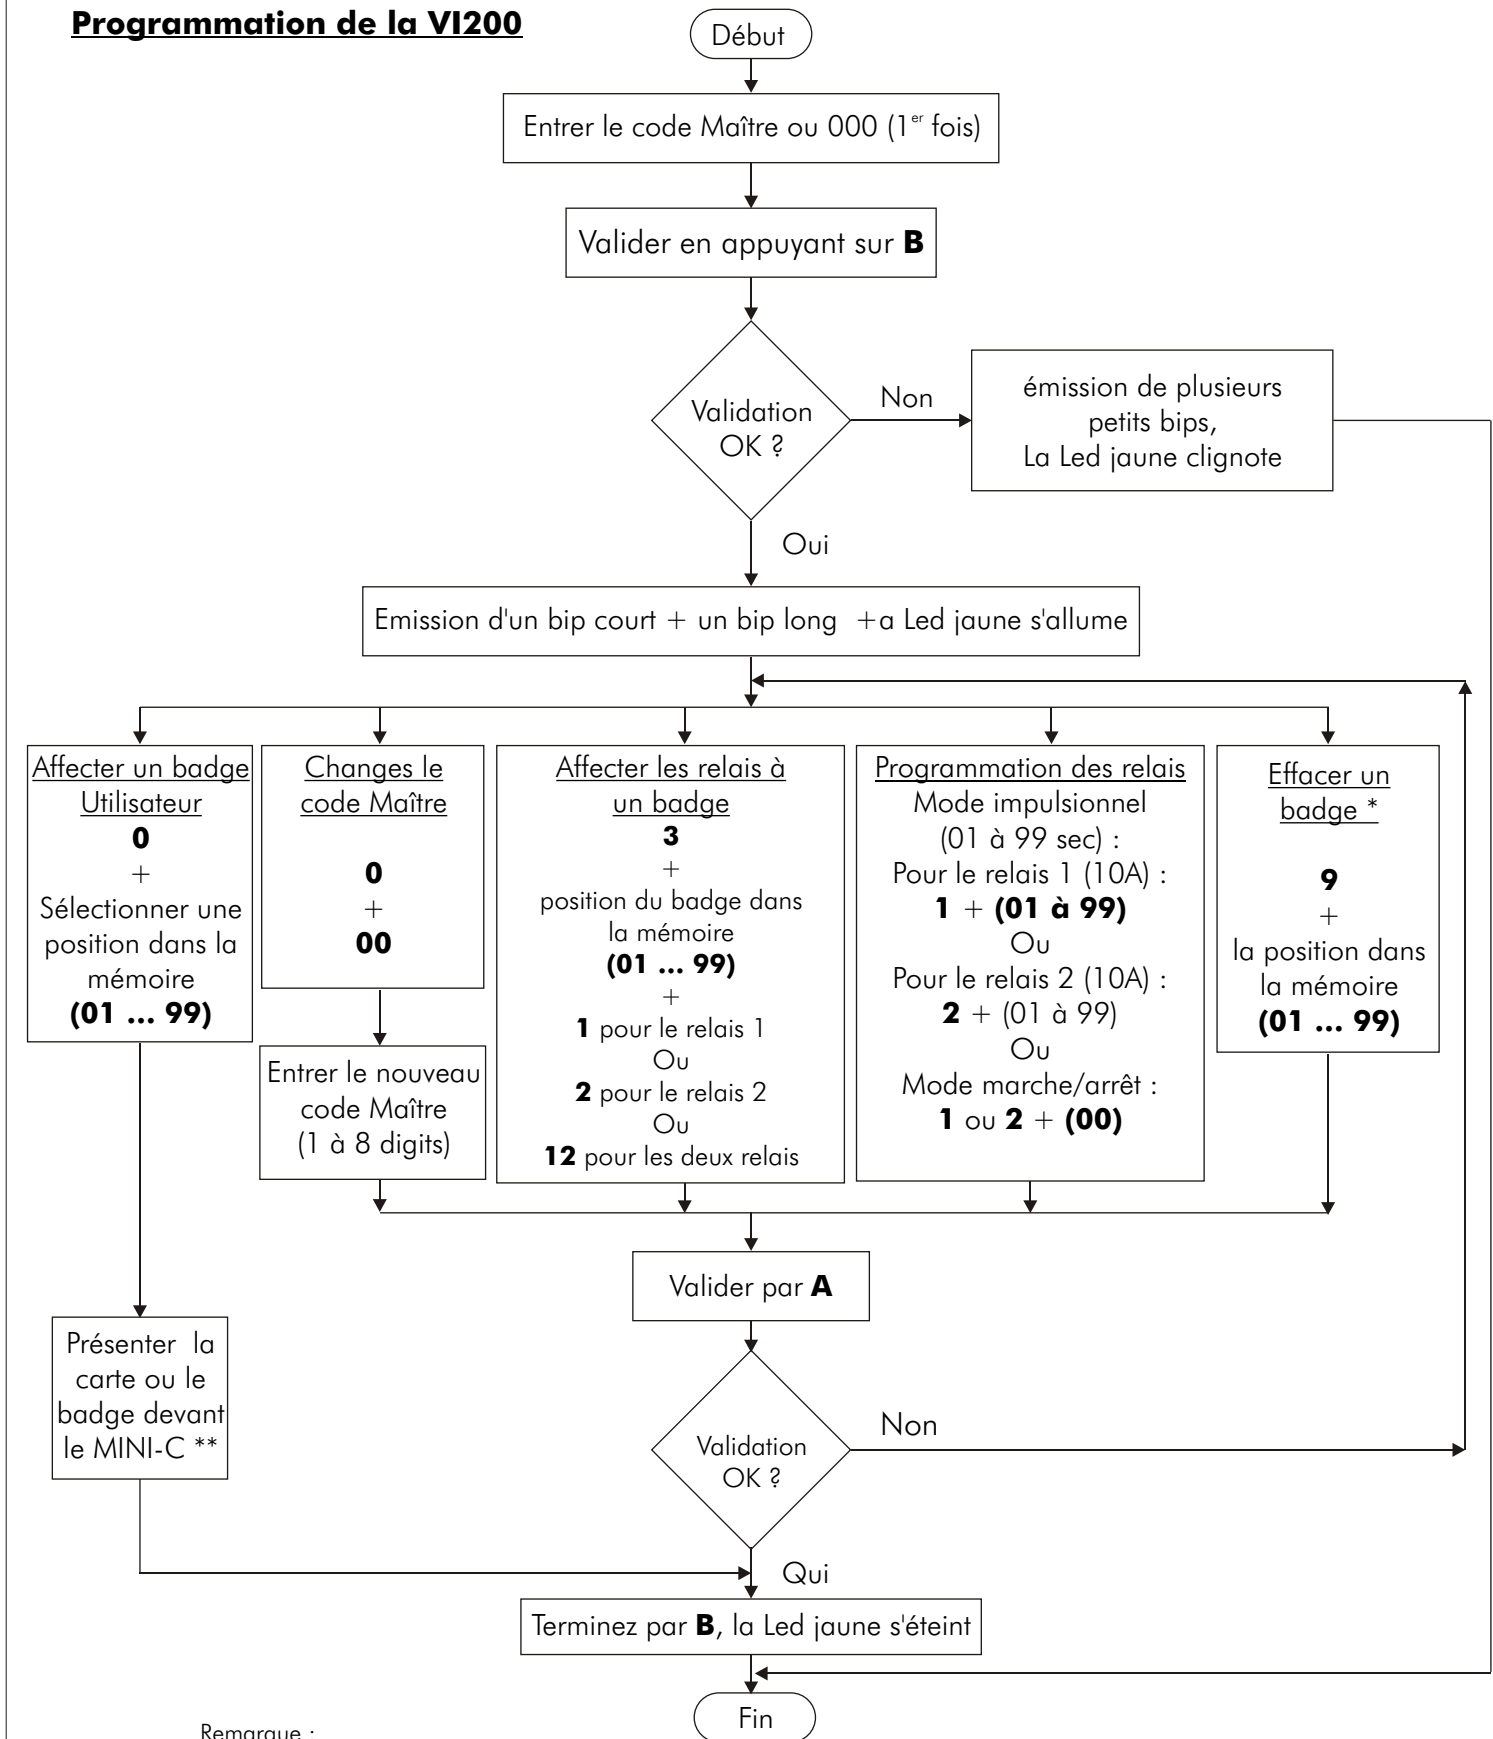 Programmation de la VI200
Début
Entrer le code Maître ou 000 (1er fois)
Valider en appuyant sur B
Validation
OK ?
Non
émission de plusieurs
petits bips,
La Led jaune clignote
Oui
Emission d'un bip court + un bip long +a Led jaune s'allume
Affecter un badge
Utilisateur
0
+
Sélectionner une
position dans la
mémoire
(01 ... 99)
Changes le
code Maître
0
+
00
Entrer le nouveau
code Maître
(1 à 8 digits)
Affecter les relais à
un badge
3
+
position du badge dans
la mémoire
(01 ... 99)
+
1 pour le relais 1
Ou
2 pour le relais 2
Ou
12 pour les deux relais
Programmation des relais
Mode impulsionnel
(01 à 99 sec) :
Pour le relais 1 (10A) :
1 + (01 à 99)
Ou
Pour le relais 2 (10A) :
2 + (01 à 99)
Ou
Mode marche/arrêt :
1 ou 2 + (00)
Effacer un
badge *
9
+
la position dans
la mémoire
(01 ... 99)
Valider par A
Présenter la
carte ou le
badge devant
le MINI-C **
Validation
OK ?
Non
Qui
Terminez par B, la Led jaune s'éteint
Fin
Remarque :